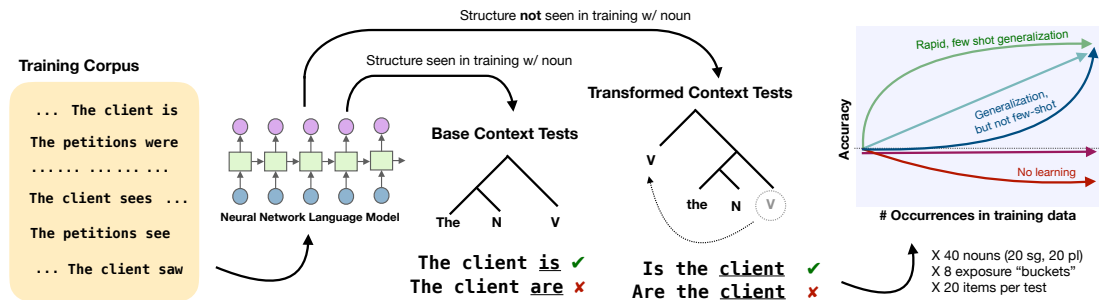 Structure not seen in training w/ noun
Structure seen in training w/ noun
Training Corpus
... The client is
The petitions were
...... ... ... ...
The client sees ...
The petitions see
... The client saw
Neural Network Language Model
Base Context Tests
The N V
The client is ✓
The client are ✘
Transformed Context Tests
V
the N V
Is the client ✓
Are the client ✘
Rapid, few shot generalization
Generalization,
but not few-shot
No learning
Accuracy
# Occurrences in training data
X 40 nouns (20 sg, 20 pl)
X 8 exposure “buckets”
X 20 items per test